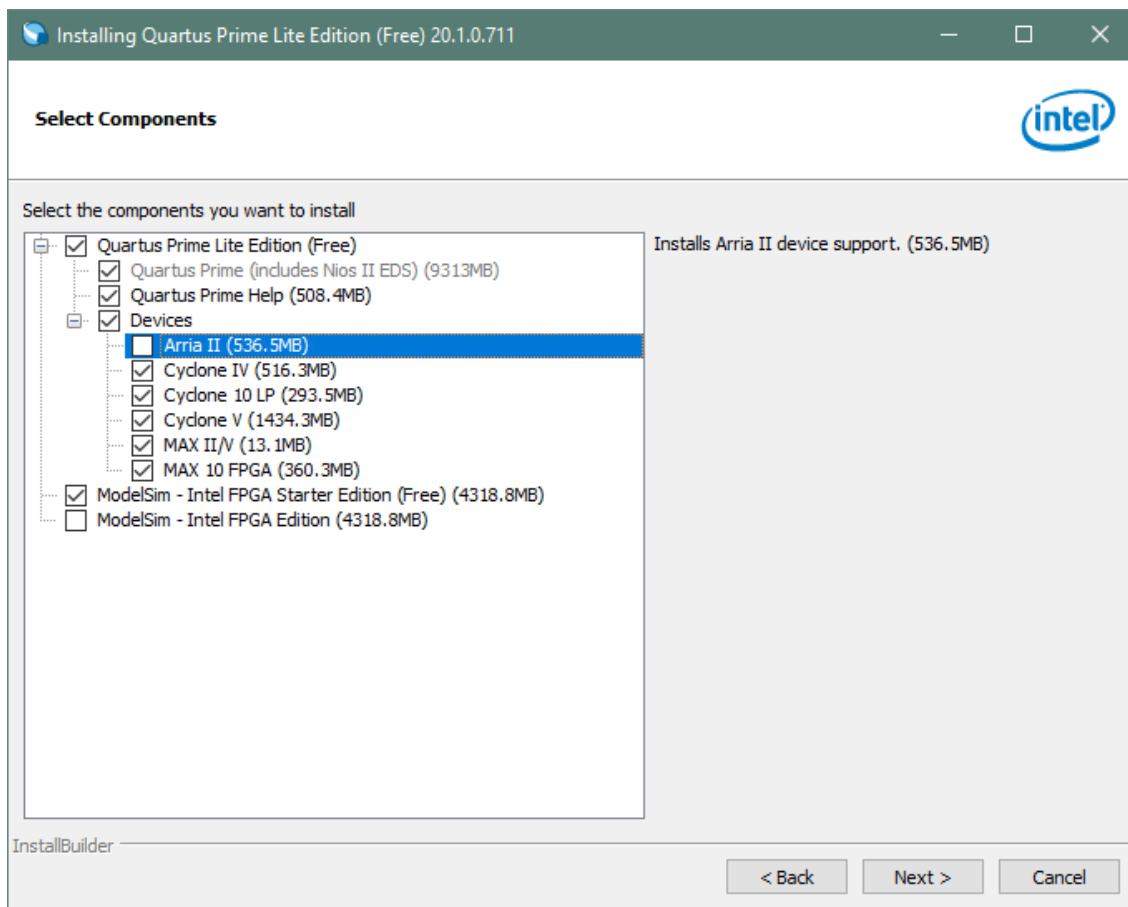 Installing Quartus Prime Lite Edition (Free) 20.1.0.711
Select Components
intel
Select the components you want to install
Quartus Prime Lite Edition (Free)
Quartus Prime (includes Nios II EDS) (9313MB)
Quartus Prime Help (508.4MB)
Devices
Arria II (536.5MB)
Cyclone IV (516.3MB)
Cyclone 10 LP (293.5MB)
Cyclone V (1434.3MB)
MAX II/V (13.1MB)
MAX 10 FPGA (360.3MB)
ModelSim - Intel FPGA Starter Edition (Free) (4318.8MB)
ModelSim - Intel FPGA Edition (4318.8MB)
Installs Arria II device support. (536.5MB)
InstallBuilder
< Back
Next >
Cancel